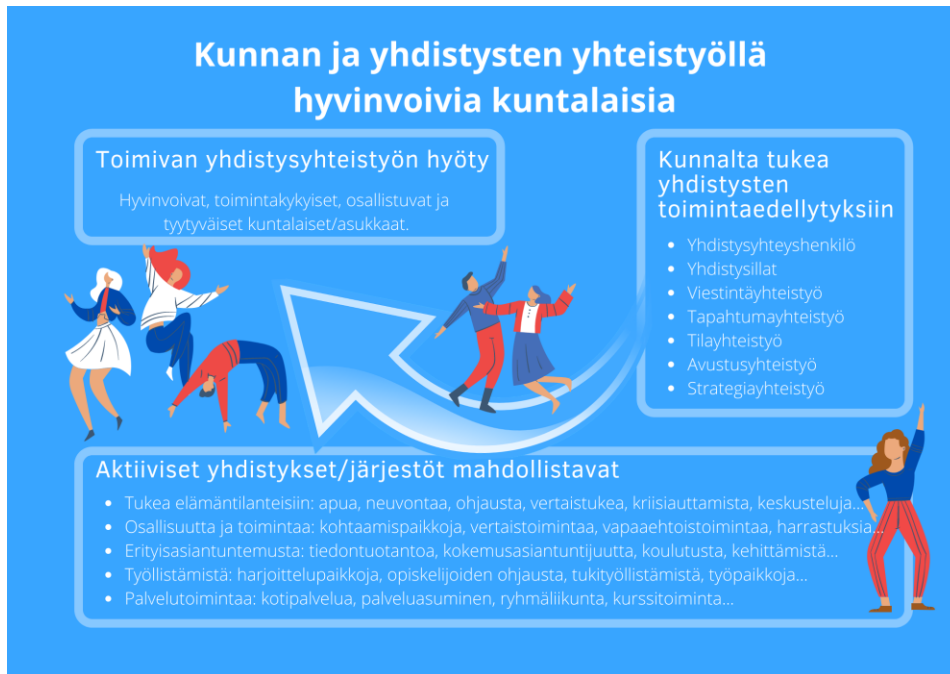 Kunnan ja yhdistysten yhteistyöllä
hyvinvoivia kuntalaisia
Toimivan yhdistysyhteistyön hyöty
Hyvinvoivat, toimintakykyiset, osallistuvat ja
tyytyväiset kuntalaiset/asukkaat.
Kunnalta tukea
yhdistysten
toimintaedellytyksiin
• Yhdistysyhteyshenkilö
• Yhdistysillat
• Viestintäyhteistyö
• Tapahtumayhteistyö
• Tilayhteistyö
• Avustusyhteistyö
• Strategiayhteistyö
Aktiiviset yhdistykset/järjestöt mahdollistavat
• Tukea elämäntilanteisiin: apua, neuvontaa, ohjausta, vertaistukea, kriisiauttamista, keskusteluja...
• Osallisuutta ja toimintaa: kohtaamispaikkoja, vertaistoimintaa, vapaaehtoistoimintaa, harrastuksia...
• Erityisasiantuntemusta: tiedontuotantoa, kokemusasiantuntijuutta, koulutusta, kehittämistä...
• Työllistämistä: harjoittelupaikkoja, opiskelijoiden ohjausta, tukityöllistämistä, työpaikkoja...
• Palvelutoimintaa: kotipalvelua, palveluasuminen, ryhmäliikunta, kurssitoiminta...